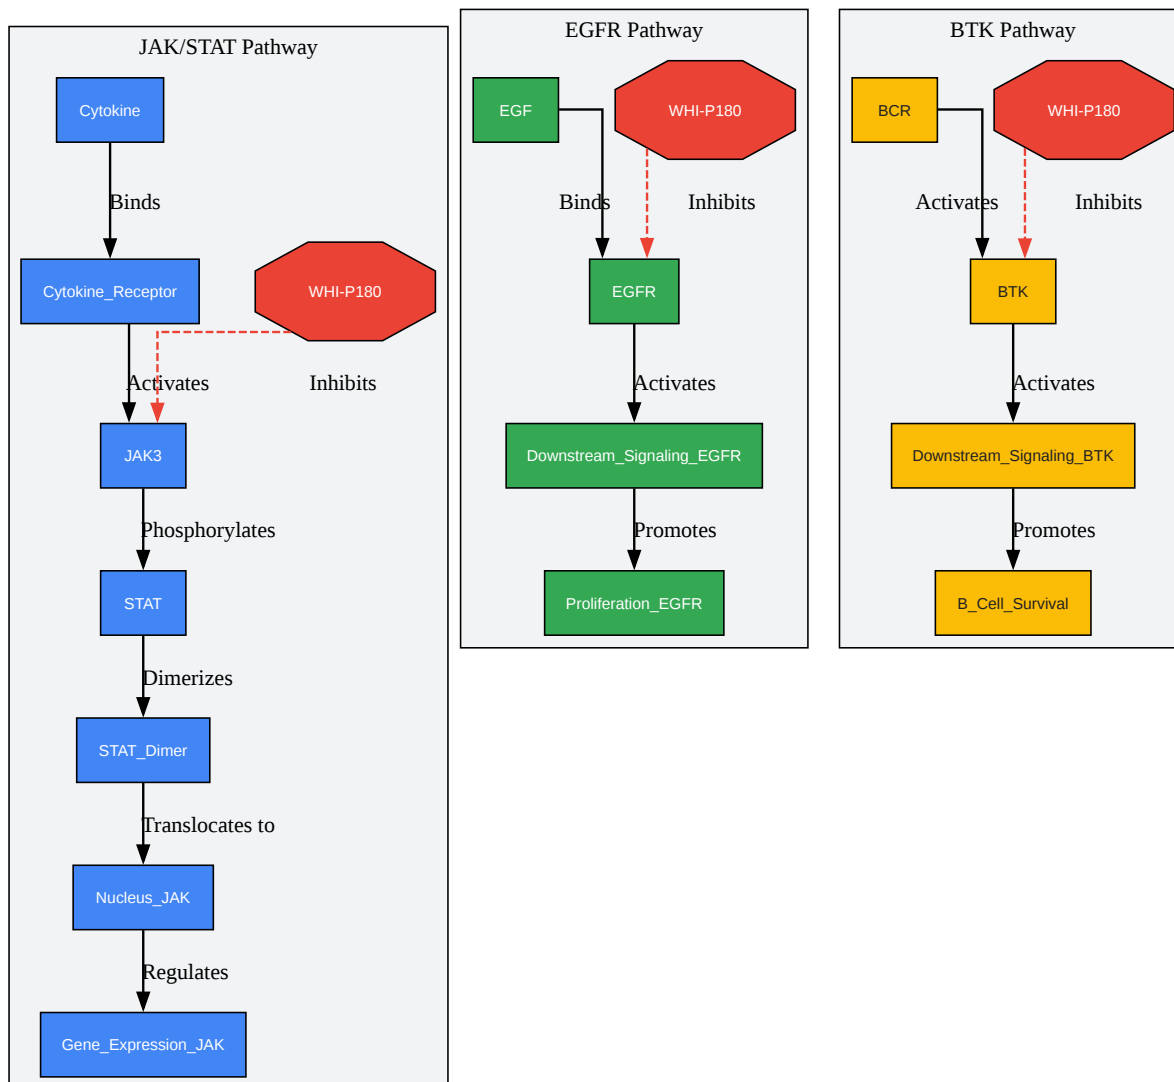 JAK/STAT Pathway
Cytokine
Binds
Cytokine_Receptor
WHI-P180
Activates
Inhibits
JAK3
Phosphorylates
STAT
Dimerizes
STAT_Dimer
Translocates to
Nucleus_JAK
Regulates
Gene_Expression_JAK
EGFR Pathway
EGF
WHI-P180
Binds
Inhibits
EGFR
Activates
Downstream_Signaling_EGFR
Promotes
Proliferation_EGFR
BTK Pathway
BCR
WHI-P180
Activates
Inhibits
BTK
Activates
Downstream_Signaling_BTK
Promotes
B_Cell_Survival